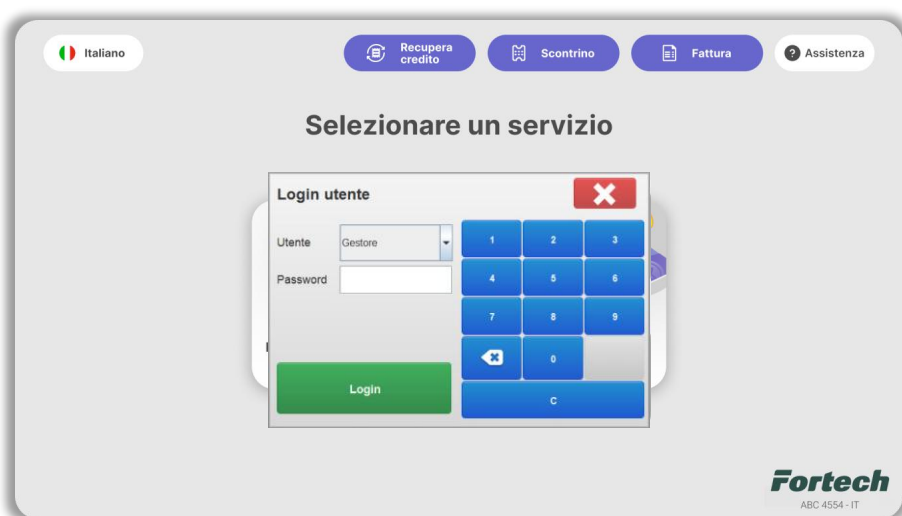 Italiano
Recupera
credito
Scontrino
Fattura
? Assistenza
Selezionare un servizio
Login utente
Utente
Gestore
Password
1 2 3
4 5 6
7 8 9
0
Login
C
Fortech
ABC 4554 - IT